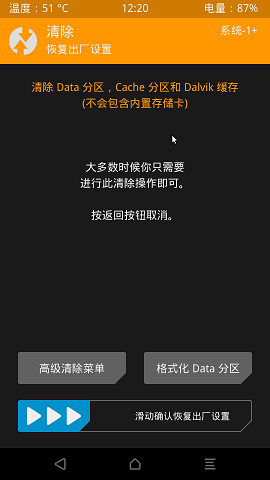 温度：51 °C 12:20 电量：87%
清除 系统-1+
恢复出厂设置
清除 Data 分区，Cache 分区和 Dalvik 缓存
(不会包含内置存储卡)
大多数时候你只需要
进行此清除操作即可。
按返回按钮取消。
高级清除菜单 格式化 Data 分区
滑动确认恢复出厂设置